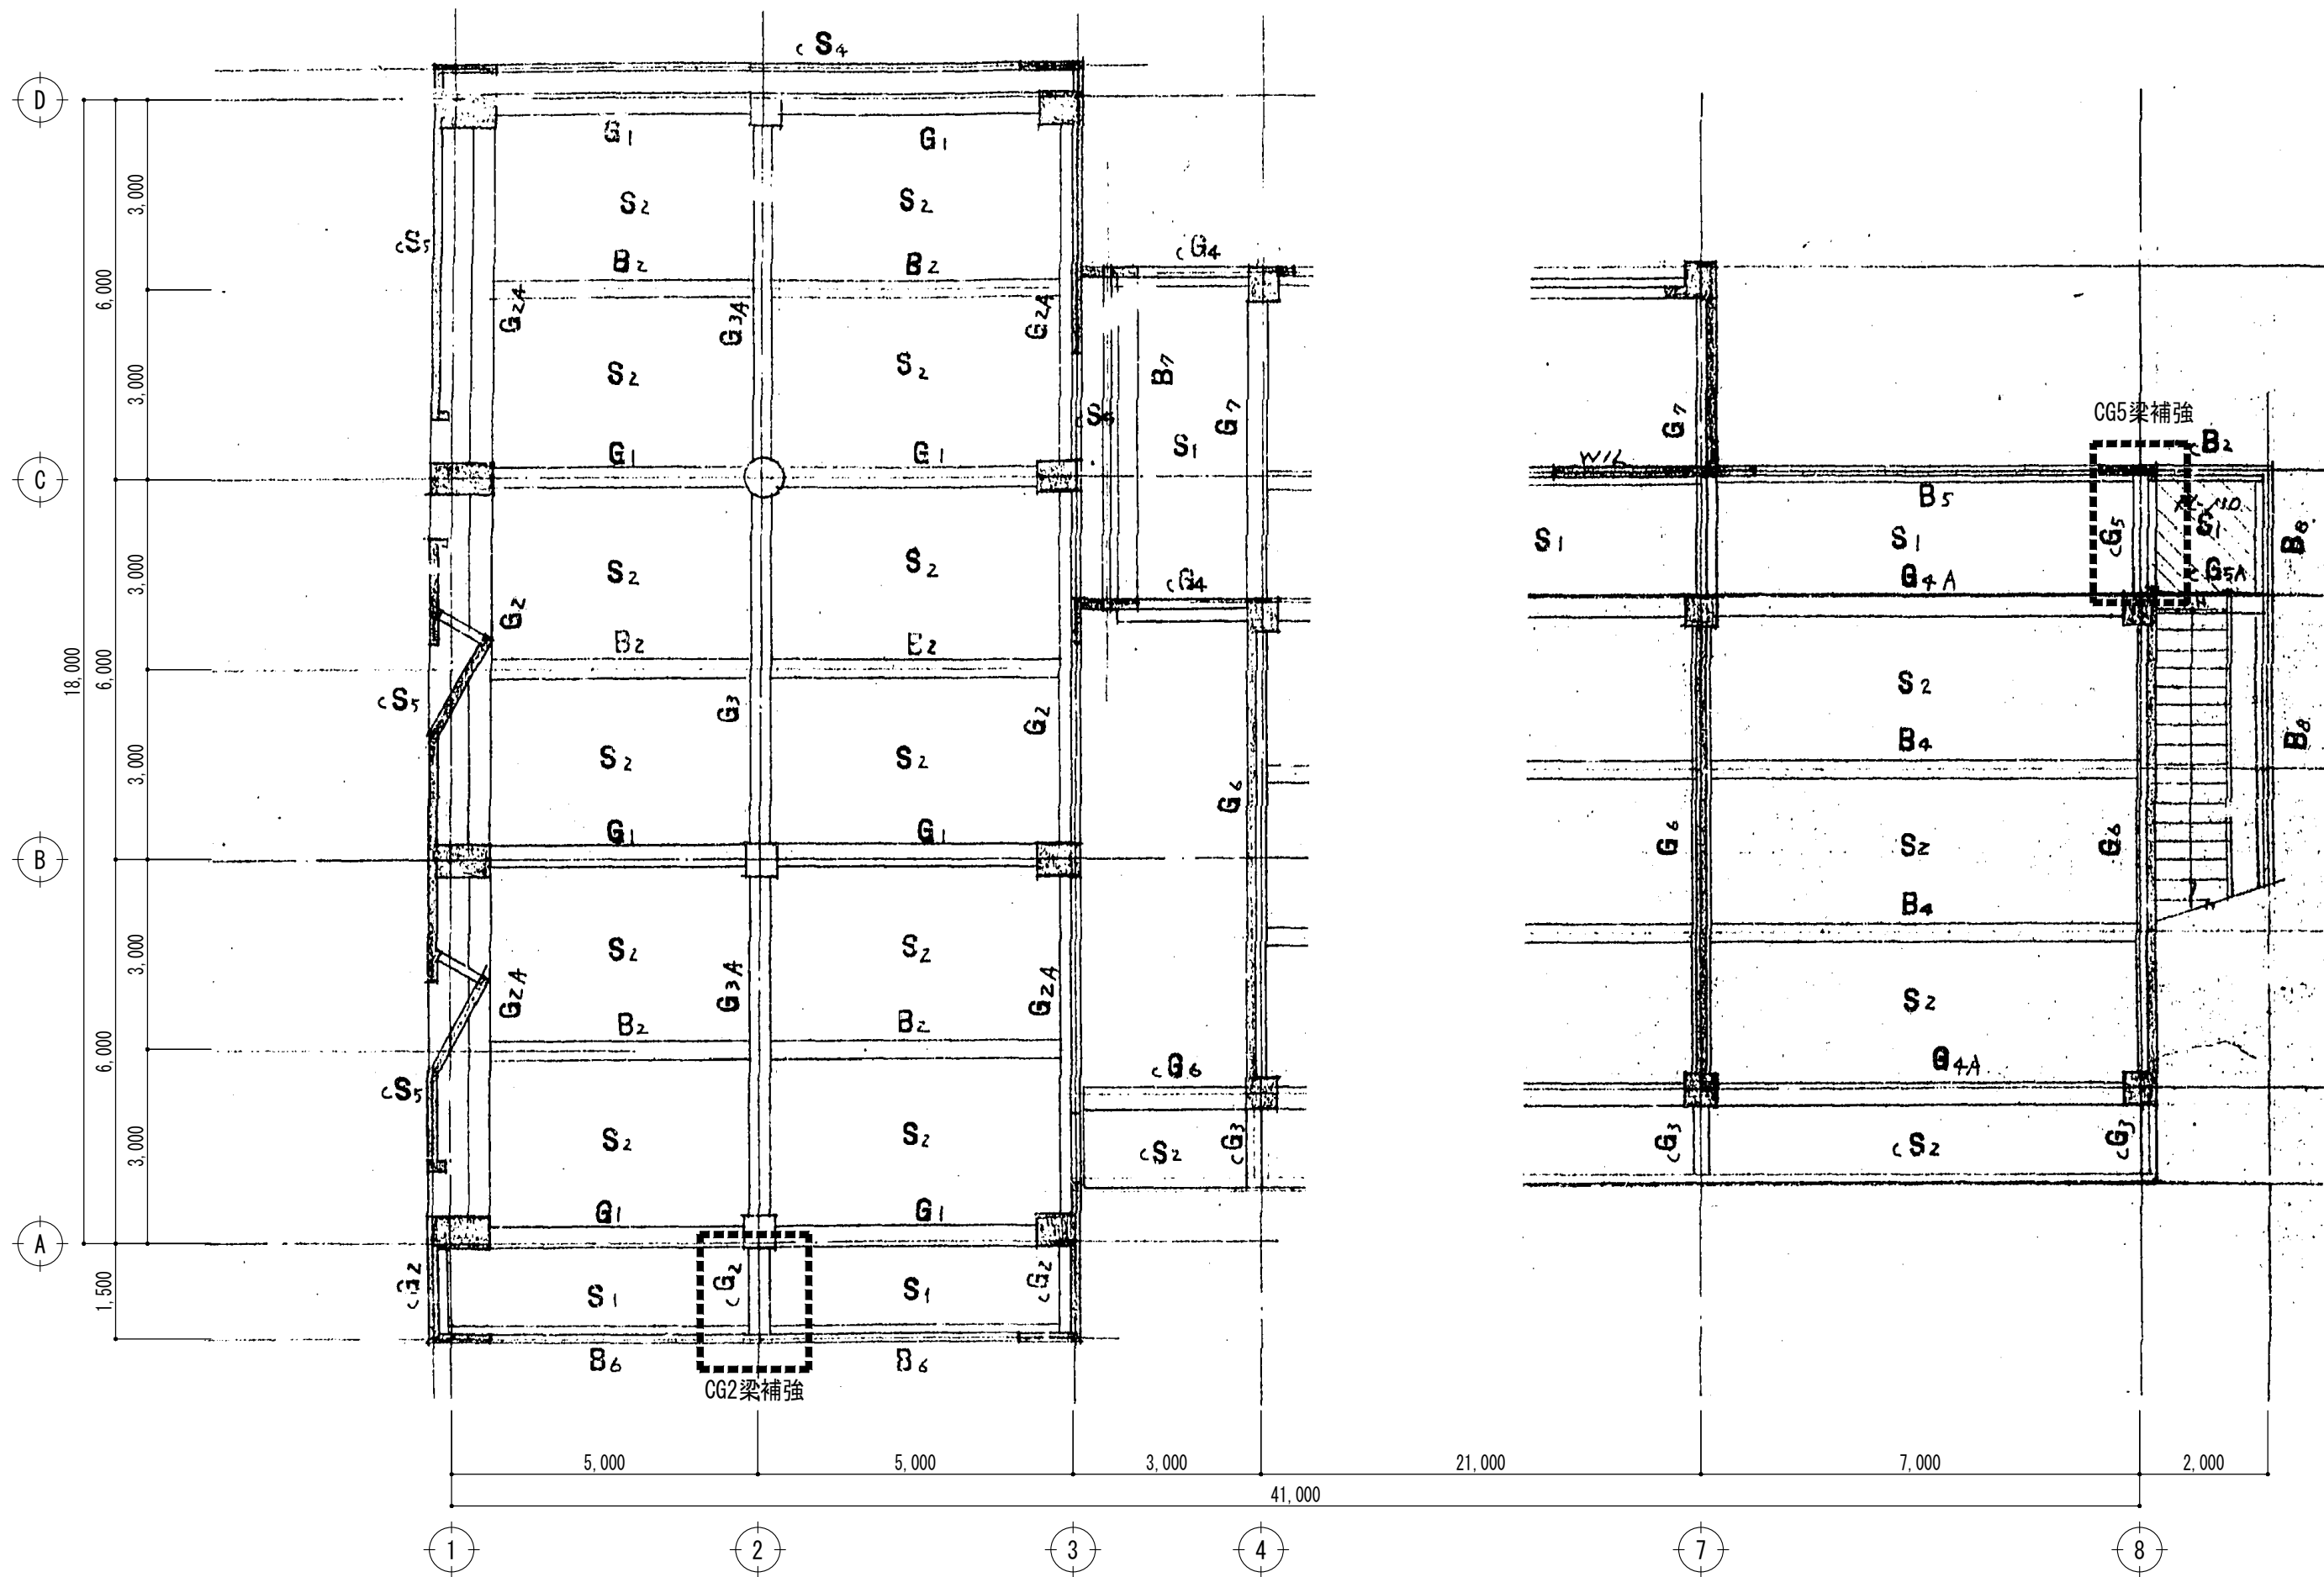 cS4
D
G1
G1
3,000
S2
S2
cS5
cG4
B2
B2
6,000
G2A
G3A
G2A
3,000
S2
S2
B7
CG5梁補強
cS
G7
G7
cB2
C
G1
G1
S1
W16
B5
S1
S1
cG5
S1
B8
3,000
S2
S2
cG4
G4A
cG5A
G2
B2
B2
18,000
6,000
S2
cS5
G3
G2
B8
3,000
S2
S2
B4
G6
G1
G1
G6
S2
G6
B
B4
3,000
S2
S2
G2A
G3A
G2A
S2
B2
B2
6,000
cG6
G4A
cS5
3,000
S2
S2
cS2
cG3
cG3
cS2
cG3
G1
G1
A
cG2
cG2
cG2
1,500
S1
S1
B6
B6
CG2梁補強
5,000
5,000
3,000
21,000
7,000
2,000
41,000
1
2
3
4
7
8